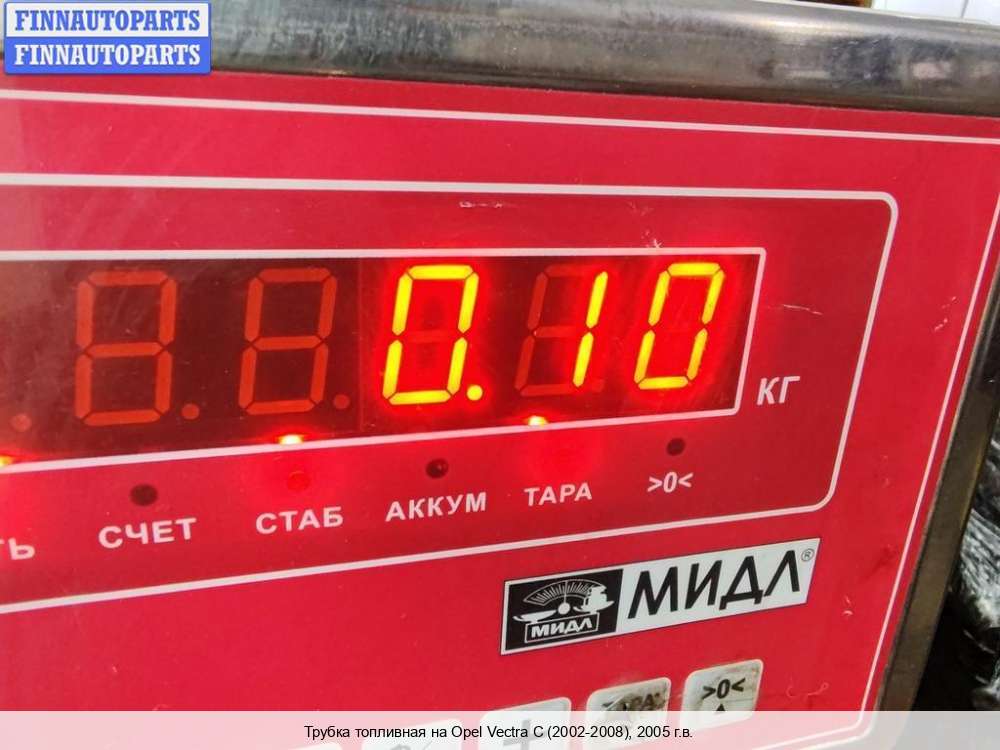 FINNAUTOPARTS
FINNAUTOPARTS
0.10
КГ
СЧЕТ СТАБ АККУМ ТАРА >0<
МИДЛ МИДЛ®
>0<
Трубка топливная на Opel Vectra C (2002-2008), 2005 г.в.